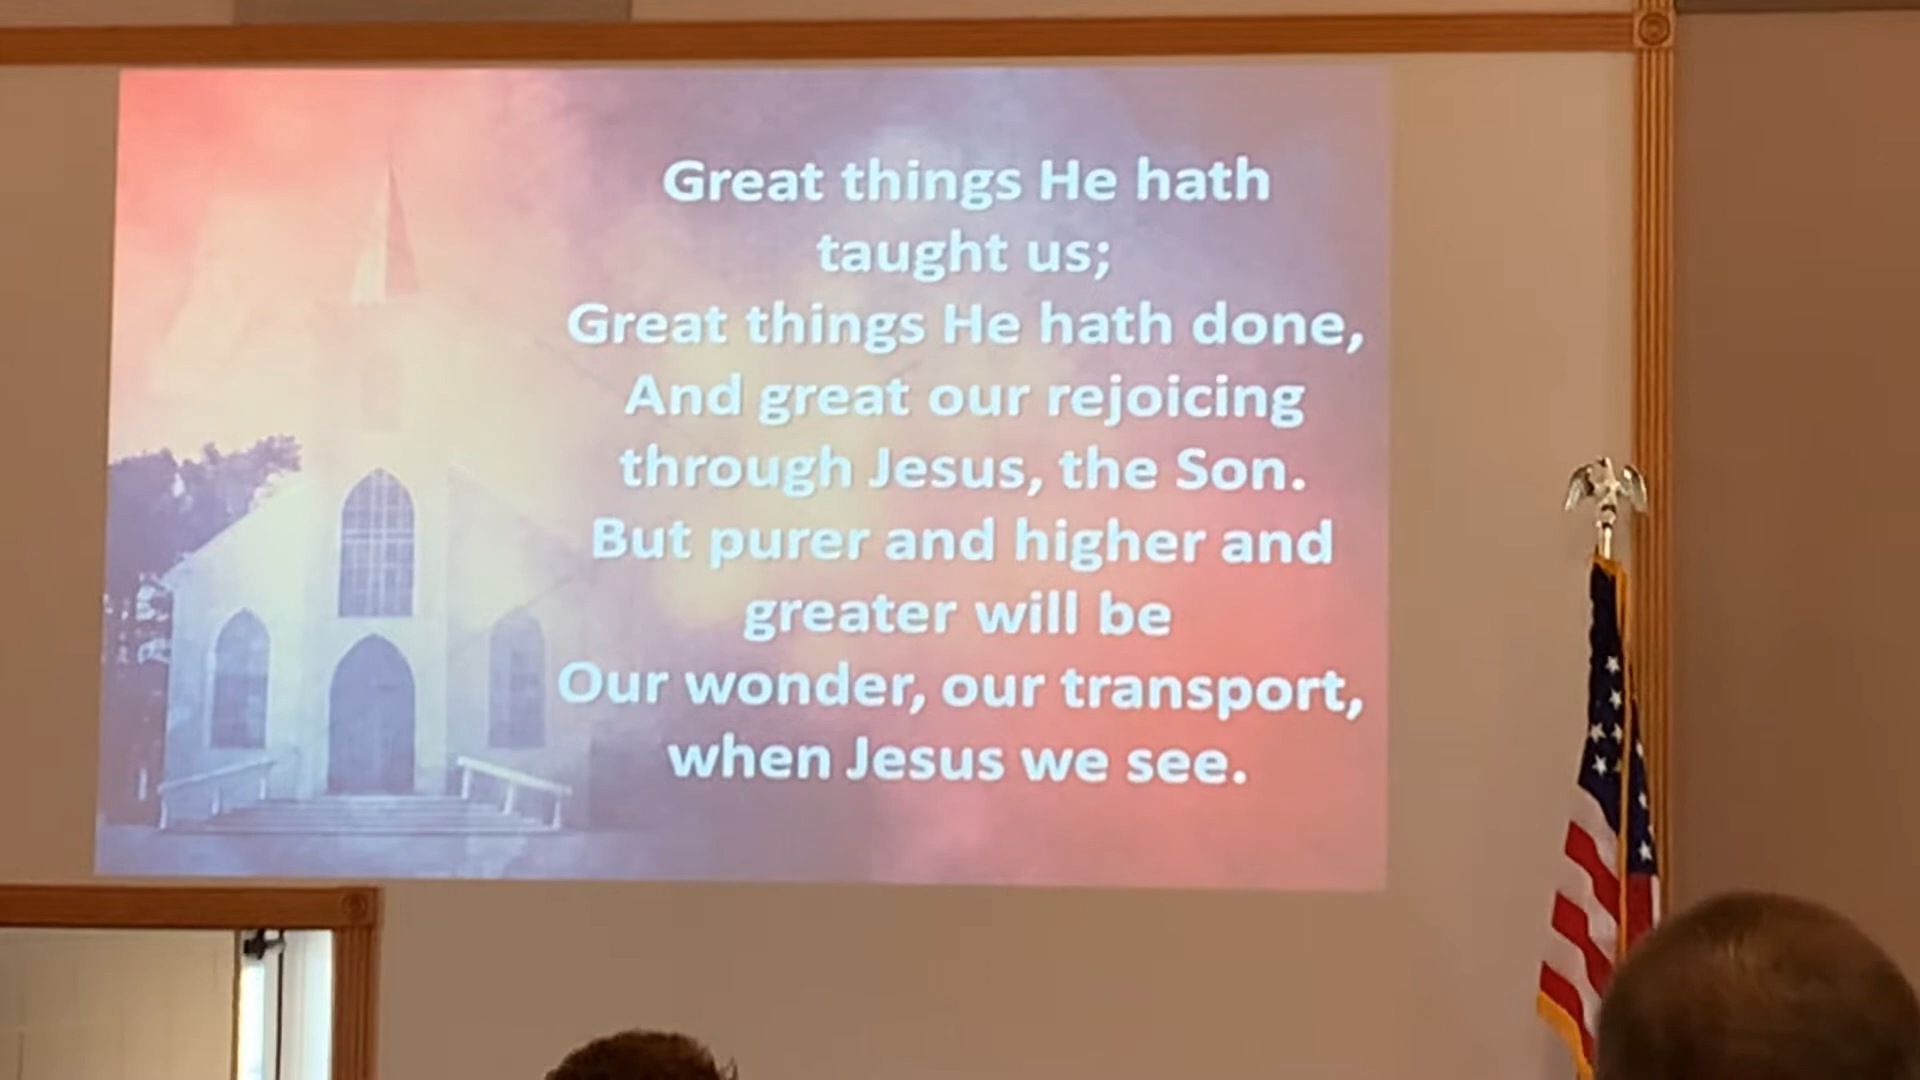 Great things He hath
taught us;
Great things He hath done,
And great our rejoicing
through Jesus, the Son.
But purer and higher and
greater will be
Our wonder, our transport,
when Jesus we see.